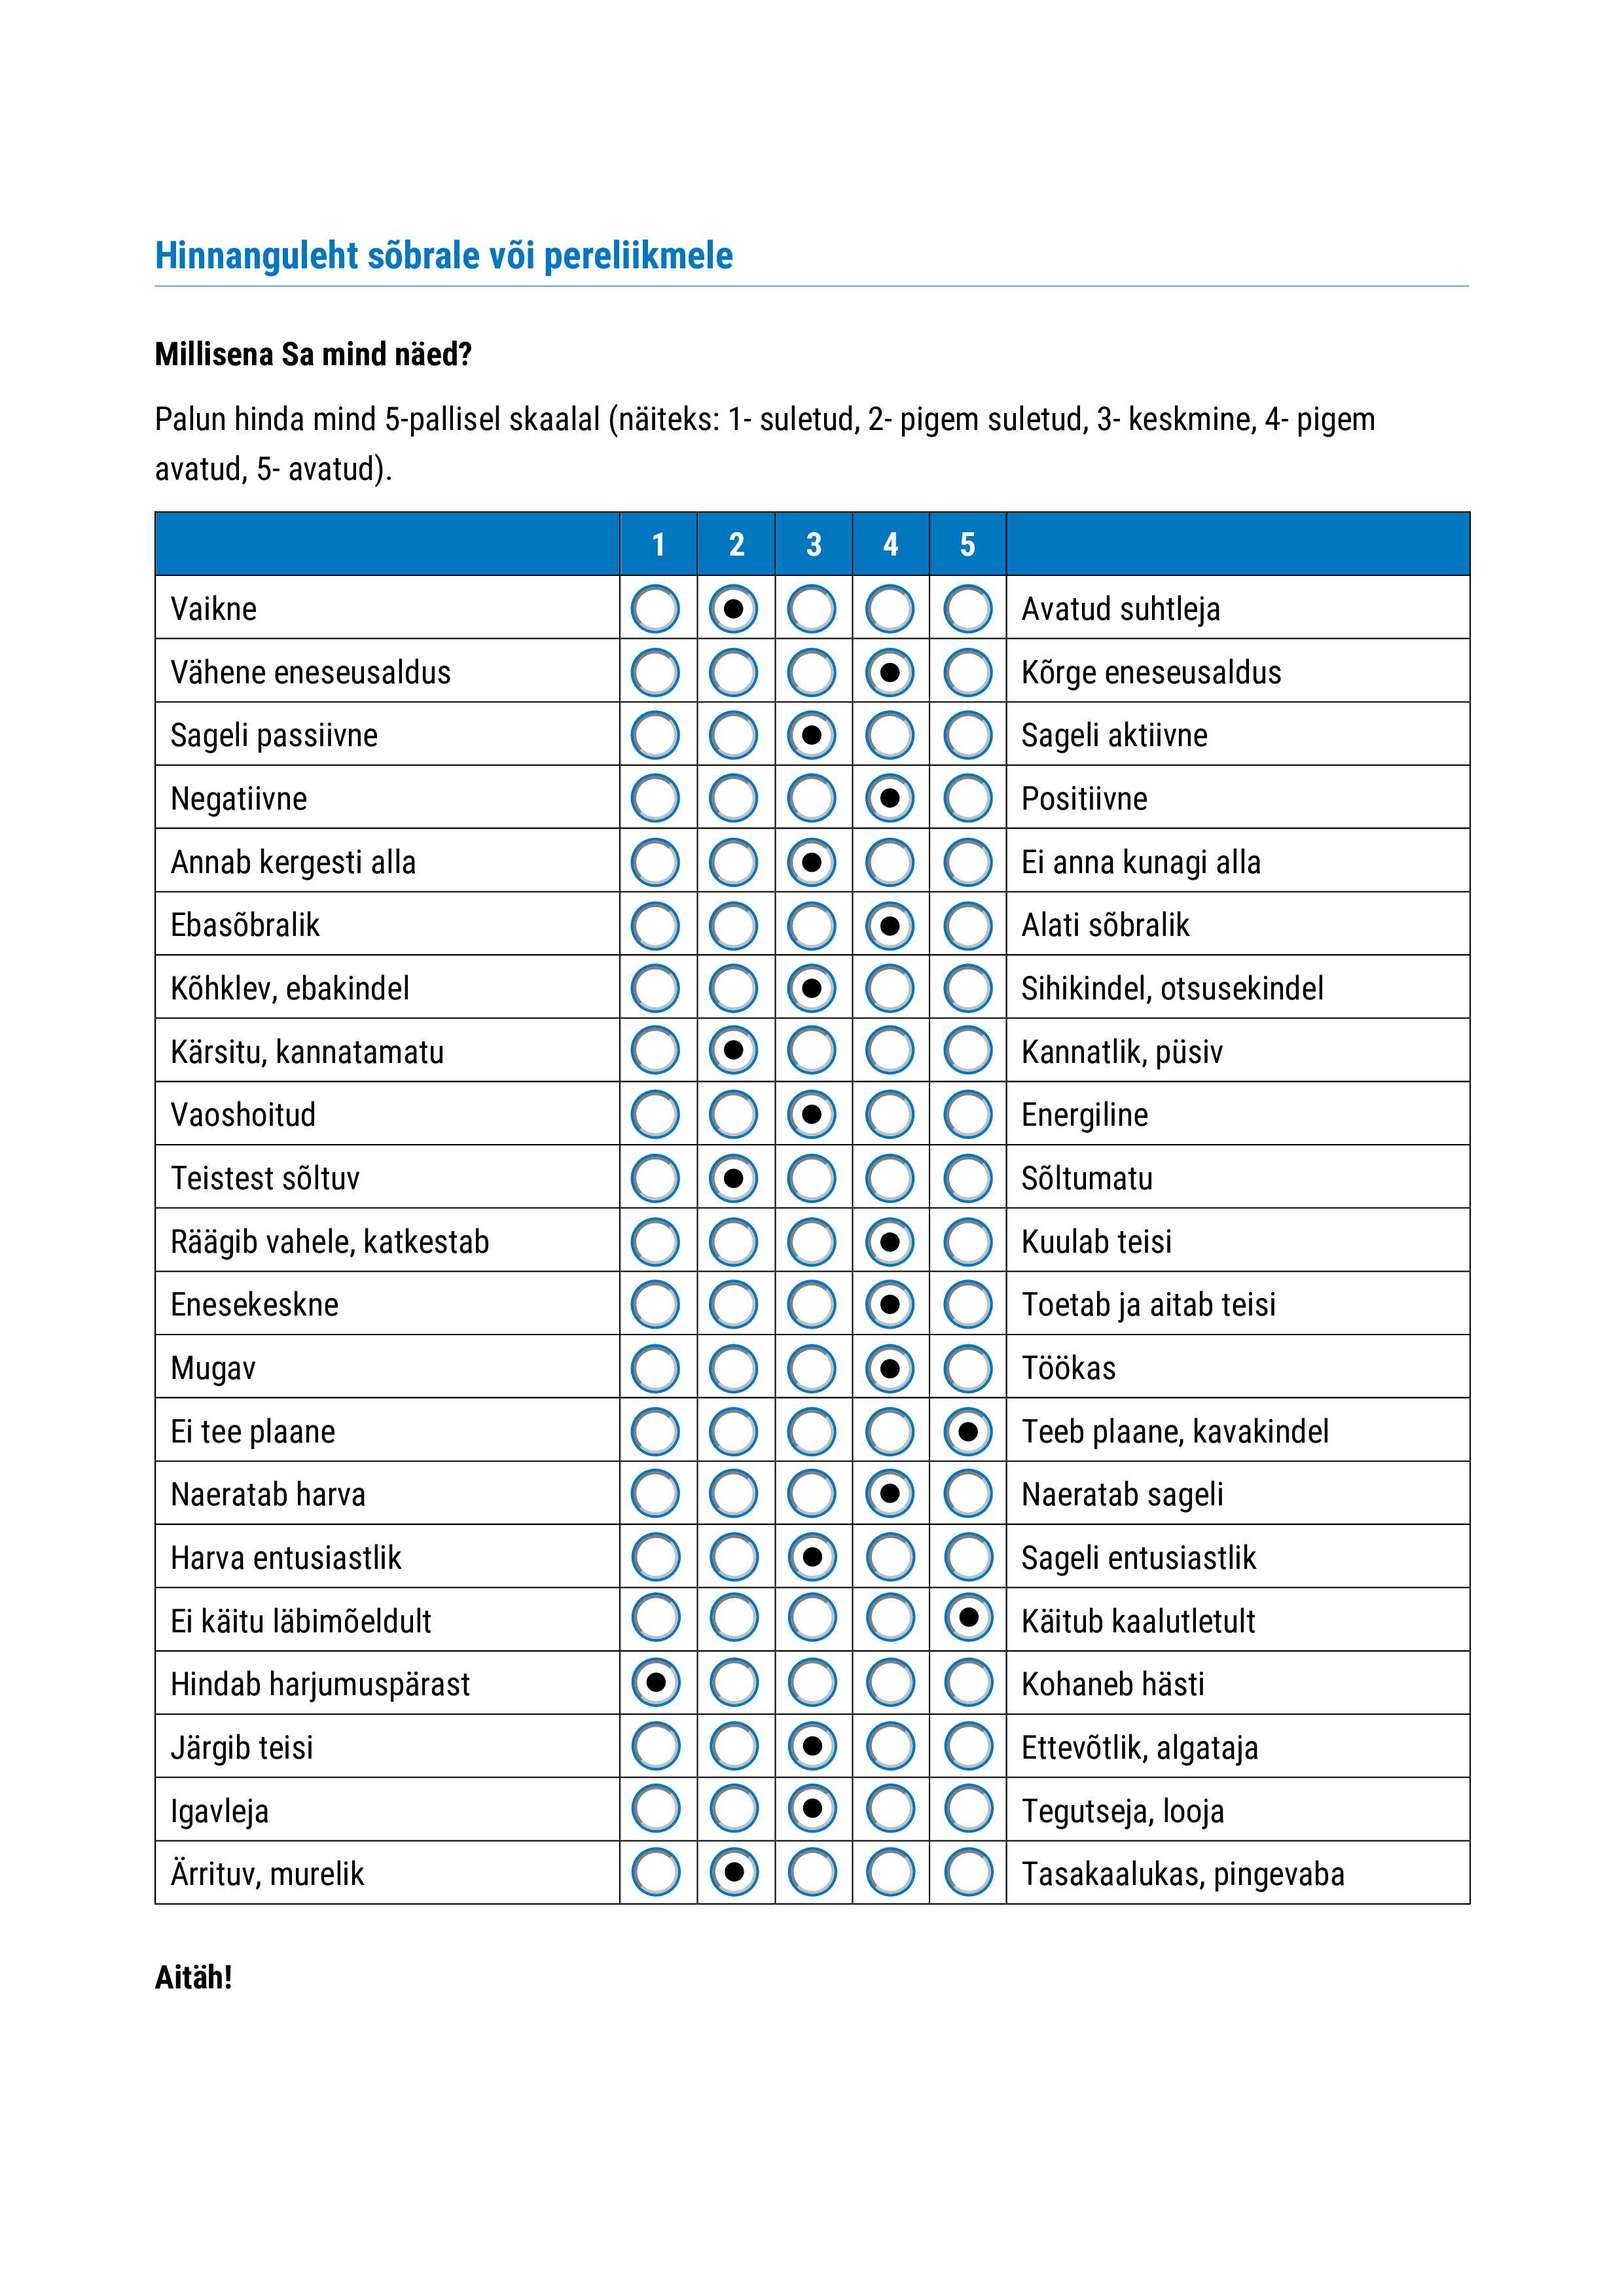 Hinnanguleht sõbrale või pereliikmele
Millisena Sa mind näed?
Palun hinda mind 5-pallisel skaalal (näiteks: 1- suletud, 2- pigem suletud, 3- keskmine, 4- pigem
avatud, 5- avatud).
1 2 3 4 5
Vaikne Avatud suhtleja
Vähene eneseusaldus Kõrge eneseusaldus
Sageli passiivne Sageli aktiivne
Negatiivne Positiivne
Annab kergesti alla Ei anna kunagi alla
Ebasõbralik Alati sõbralik
Kõhklev, ebakindel Sihikindel, otsusekindel
Kärsitu, kannatamatu Kannatlik, püsiv
Vaoshoitud Energiline
Teistest sõltuv Sõltumatu
Räägib vahele, katkestab Kuulab teisi
Enesekeskne Toetab ja aitab teisi
Mugav Töökas
Ei tee plaane Teeb plaane, kavakindel
Naeratab harva Naeratab sageli
Harva entusiastlik Sageli entusiastlik
Ei käitu läbimõeldult Käitub kaalutletult
Hindab harjumuspärast Kohaneb hästi
Järgib teisi Ettevõtlik, algataja
Igavleja Tegutseja, looja
Ärrituv, murelik Tasakaalukas, pingevaba
Aitäh!